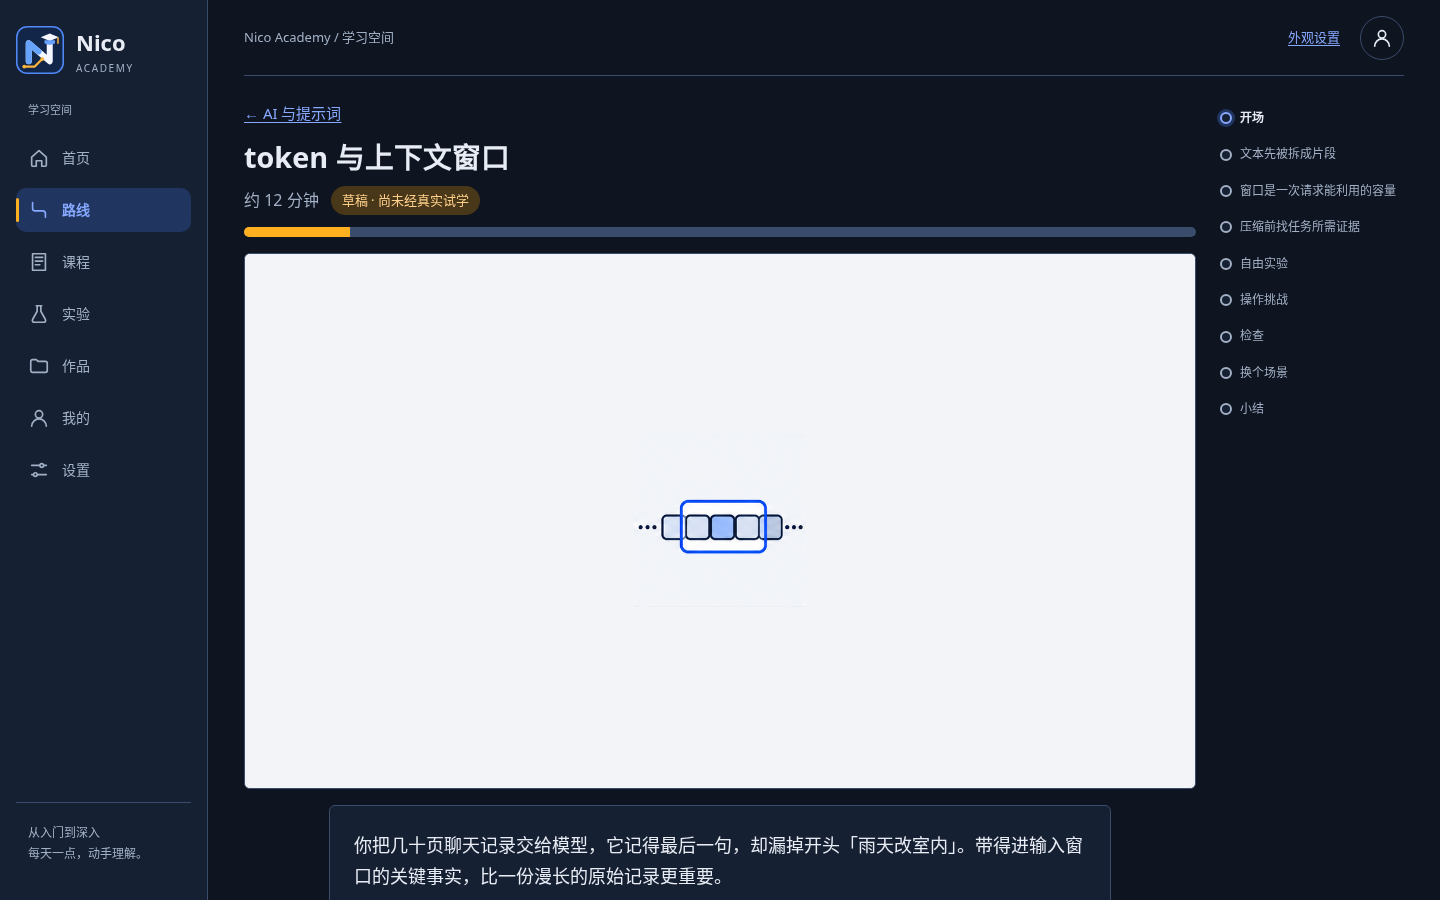 Nico
ACADEMY
学习空间
首页
路线
课程
实验
作品
我的
设置
从入门到深入
每天一点，动手理解。
Nico Academy / 学习空间
外观设置
← AI 与提示词
token 与上下文窗口
约 12 分钟
草稿 · 尚未经真实试学
你把几十页聊天记录交给模型，它记得最后一句，却漏掉开头「雨天改室内」。带得进输入窗
口的关键事实，比一份漫长的原始记录更重要。
开场
文本先被拆成片段
窗口是一次请求能利用的容量
压缩前找任务所需证据
自由实验
操作挑战
检查
换个场景
小结